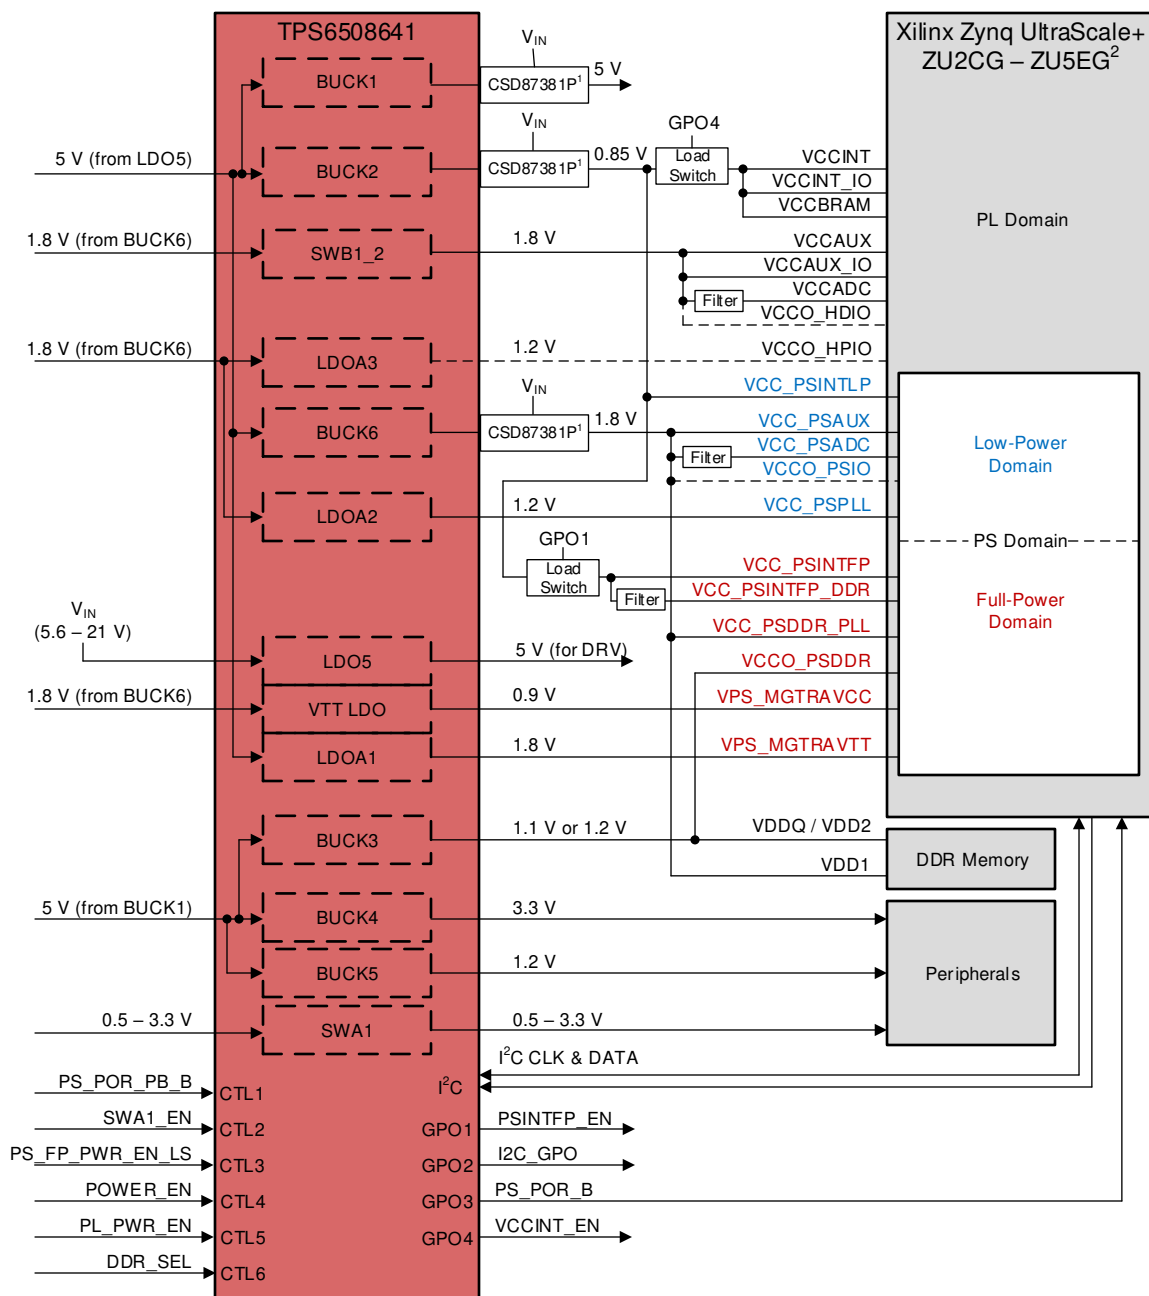 TPS6508641
Xilinx Zynq UltraScale+
ZU2CG – ZU5EG²
V_IN
BUCK1
CSD87381P¹
5 V
V_IN
GPO4
5 V (from LDO5)
BUCK2
CSD87381P¹
0.85 V
Load
Switch
VCCINT
VCCINT_IO
VCCBRAM
PL Domain
1.8 V (from BUCK6)
SWB1_2
1.8 V
VCCAUX
VCCAUX_IO
Filter
VCCADC
VCCO_HDIO
1.8 V (from BUCK6)
LDOA3
1.2 V
VCCO_HPIO
V_IN
VCC_PSINTLP
BUCK6
CSD87381P¹
1.8 V
VCC_PSAUX
Filter
VCC_PSADC
VCCO_PSIO
Low-Power
Domain
LDOA2
1.2 V
VCC_PSPLL
GPO1
PS Domain
Load
Switch
VCC_PSINTFP
Filter
VCC_PSINTFP_DDR
Full-Power
Domain
V_IN
(5.6 – 21 V)
VCC_PSDDR_PLL
LDO5
5 V (for DRV)
VCCO_PSDDR
1.8 V (from BUCK6)
VTT LDO
0.9 V
VPS_MGTRAVCC
LDOA1
1.8 V
VPS_MGTRAVTT
BUCK3
1.1 V or 1.2 V
VDDQ / VDD2
VDD1
DDR Memory
5 V (from BUCK1)
BUCK4
3.3 V
BUCK5
1.2 V
Peripherals
0.5 – 3.3 V
SWA1
0.5 – 3.3 V
I²C CLK & DATA
I²C
PS_POR_PB_B
CTL1
SWA1_EN
CTL2
GPO1
PSINTFP_EN
PS_FP_PWR_EN_LS
CTL3
GPO2
I2C_GPO
POWER_EN
CTL4
GPO3
PS_POR_B
PL_PWR_EN
CTL5
GPO4
VCCINT_EN
DDR_SEL
CTL6